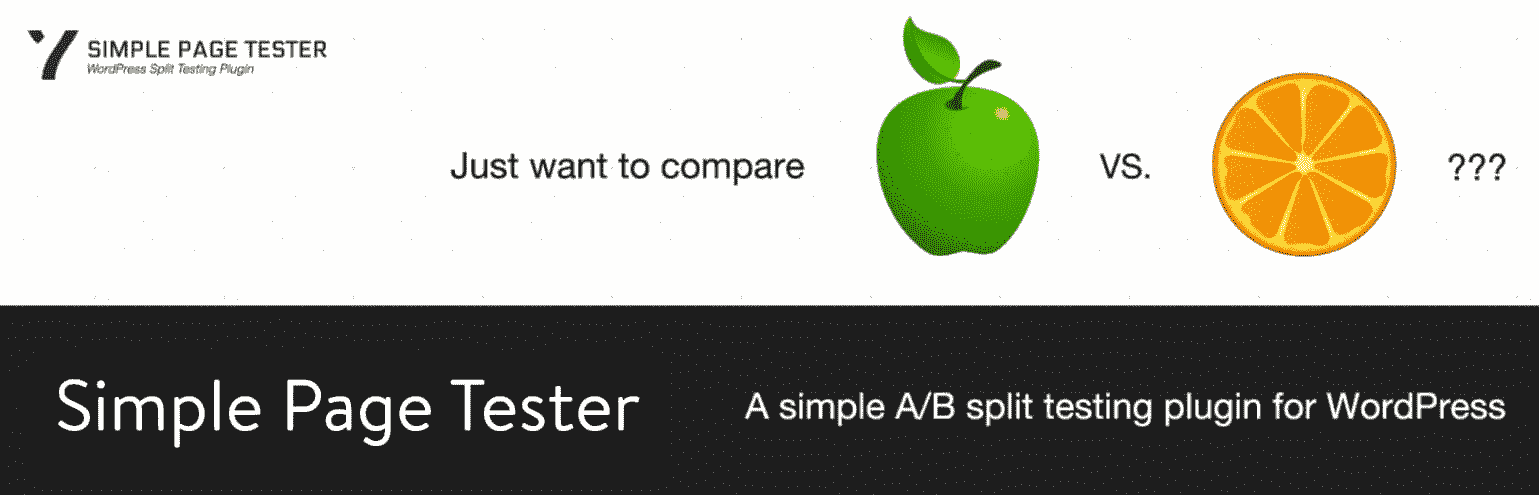 SIMPLE PAGE TESTER
WordPress Split Testing Plugin
Just want to compare VS. ???
Simple Page Tester
A simple A/B split testing plugin for WordPress